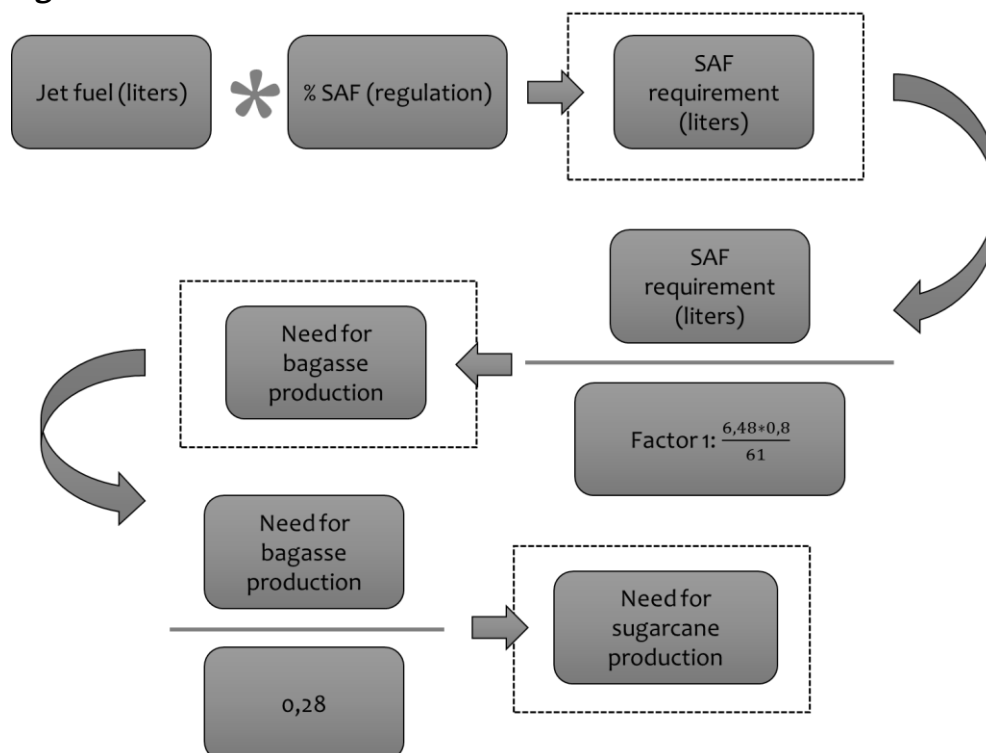 Jet fuel (liters)
*
% SAF (regulation)
SAF
requirement
(liters)
SAF
requirement
(liters)
Need for
bagasse
production
Factor 1: 6,48*0,8
61
Need for
bagasse
production
Need for
sugarcane
production
0,28